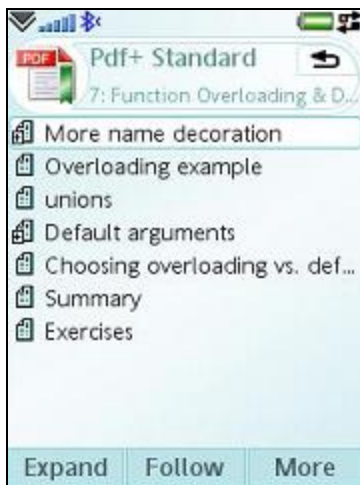 PDF
Pdf+ Standard
7: Function Overloading & D...
More name decoration
Overloading example
unions
Default arguments
Choosing overloading vs. def...
Summary
Exercises
Expand Follow More